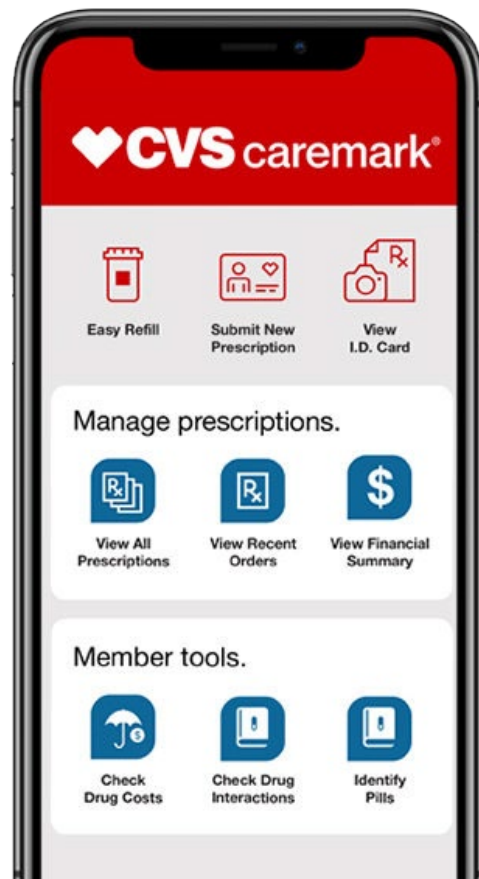 CVS caremark®
Easy Refill
Submit New
Prescription
View
I.D. Card
Manage prescriptions.
View All
Prescriptions
View Recent
Orders
View Financial
Summary
Member tools.
Check
Drug Costs
Check Drug
Interactions
Identify
Pills